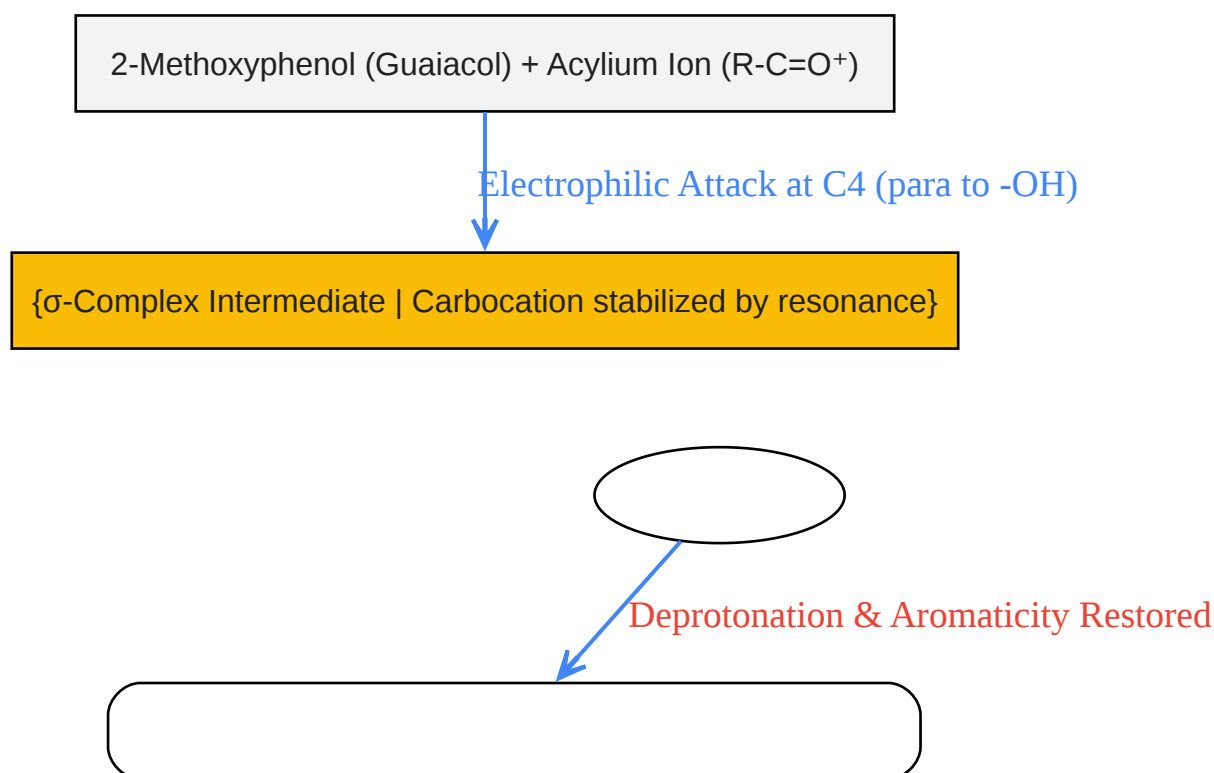 2-Methoxyphenol (Guaiacol) + Acylium Ion (R-C=O⁺)
Electrophilic Attack at C4 (para to -OH)
{σ-Complex Intermediate | Carbocation stabilized by resonance}
Deprotonation & Aromaticity Restored